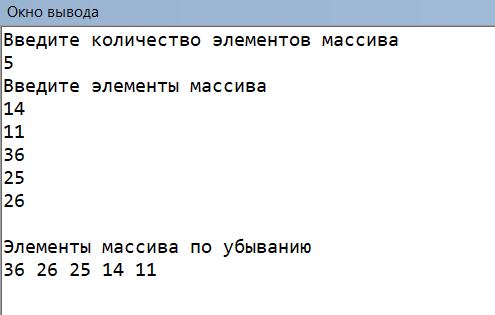 Окно вывода
Введите количество элементов массива
5
Введите элементы массива
14
11
36
25
26
Элементы массива по убыванию
36 26 25 14 11